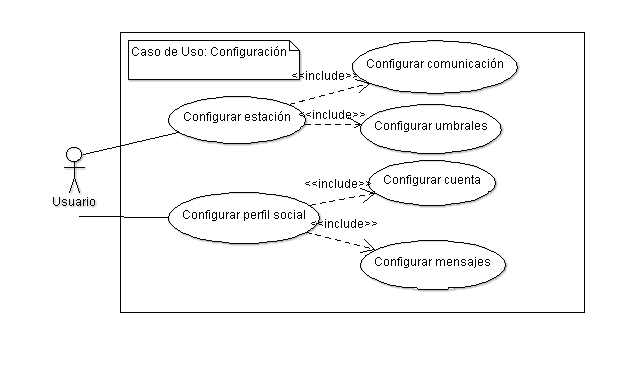 Caso de Uso: Configuración
Configurar comunicación
<<include>>
Configurar estación
<<include>>
Configurar umbrales
Configurar cuenta
<<include>>
Usuario
Configurar perfil social
<<include>>
Configurar mensajes